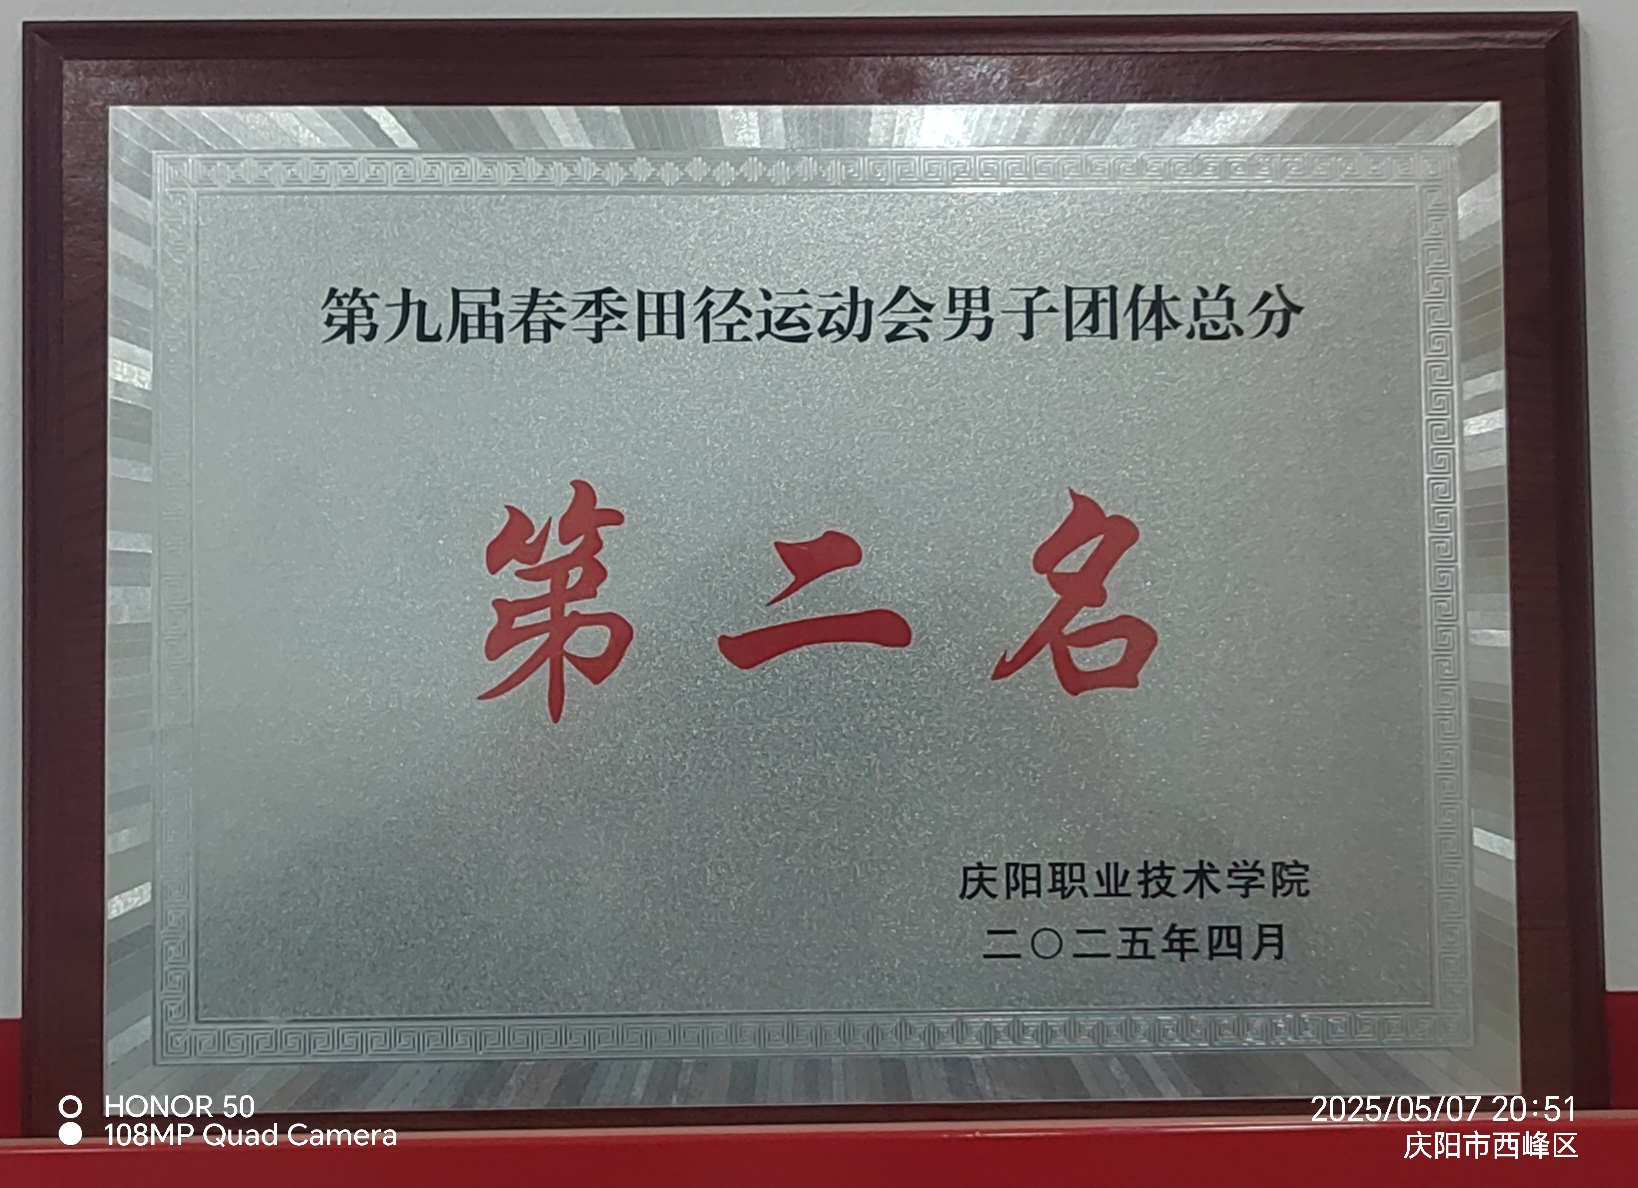 第九届春季田径运动会男子团体总分
第二名
庆阳职业技术学院
二〇二五年四月
HONOR 50
108MP Quad Camera
2025/05/07 20:51
庆阳市西峰区